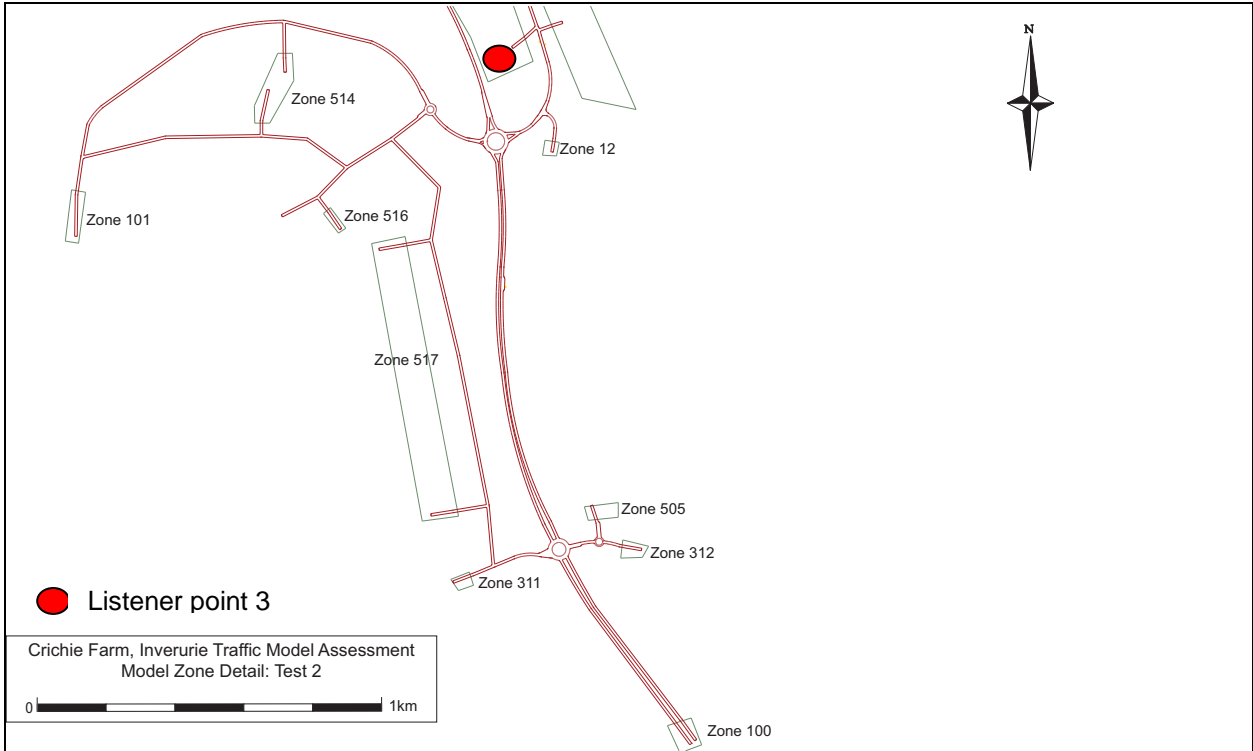 N
Zone 514
Zone 12
Zone 101
Zone 516
Zone 517
Zone 505
Zone 312
Zone 311
Listener point 3
Crichie Farm, Inverurie Traffic Model Assessment
Model Zone Detail: Test 2
0 1km
Zone 100